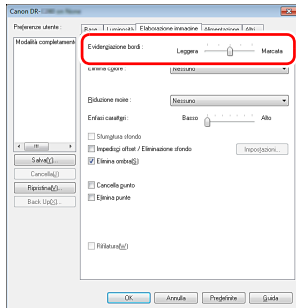 Canon DR-
Preferenze utente :
Modalità completamente
Base Luminosità Elaborazione immagine Alimentazione
Evidenziazione bordi : Leggera Marcata
Elimina colore : Nessuno
Riduzione moire : Nessuno
Enfasi caratteri: Basso Alto
Sfumatura sfondo
Impedisci offset / Eliminazione sfondo Impostazioni...
Elimina ombra(S)
Cancella punto
Elimina punte
Rifilatura(W)
Salva(Y)...
Cancella(J)
Ripristina(V)...
Back Up(X)...
OK Annulla Predefinite Guida